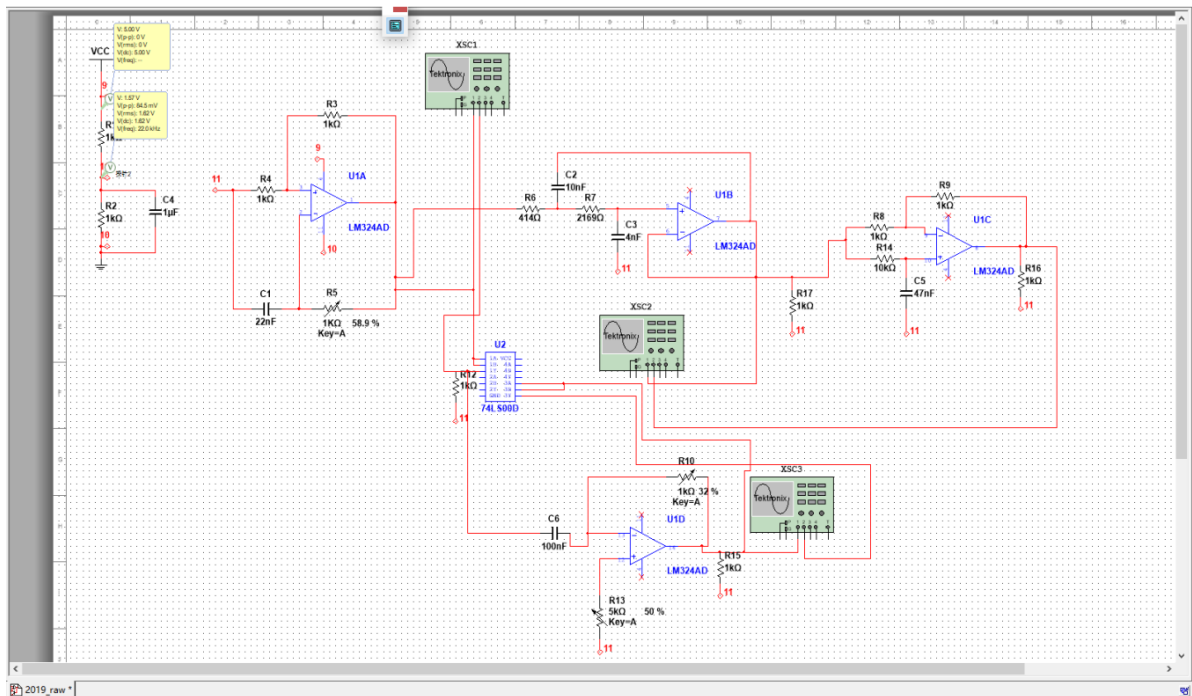 VCC
V: 5.00 V
V(p-p): 0 V
V(rms): 0 V
V(dc): 5.00 V
V(freq): --
9
V: 1.57 V
V(p-p): 64.5 mV
V(rms): 1.62 V
V(dc): 1.62 V
V(freq): 22.0 kHz
R2
1kΩ
C4
1µF
10
11
R3
1kΩ
R4
1kΩ
9
U1A
LM324AD
10
C1
22nF
R5
1KΩ 58.9 %
Key=A
XSC1
Tektronix
C2
10nF
R6
414Ω
R7
2169Ω
C3
4nF
11
U1B
LM324AD
R17
1kΩ
11
R9
1kΩ
R8
1kΩ
R14
10kΩ
U1C
LM324AD
C5
47nF
11
R16
1kΩ
11
XSC2
Tektronix
U2
74LS00D
R12
1kΩ
11
R10
1kΩ 32 %
Key=A
XSC3
Tektronix
C6
100nF
U1D
LM324AD
R15
1kΩ
11
R13
5kΩ 50 %
Key=A
11
2019_raw *